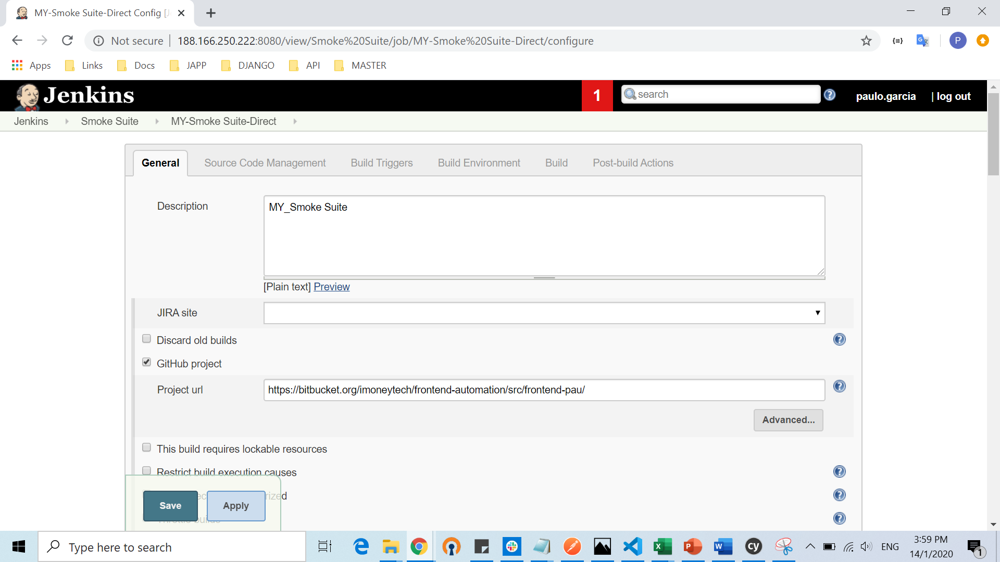 MY-Smoke Suite-Direct Config [J
Not secure | 188.166.250.222:8080/view/Smoke%20Suite/job/MY-Smoke%20Suite-Direct/configure
P
Apps Links Docs JAPP DJANGO API MASTER
Jenkins 1 search paulo.garcia | log out
Jenkins Smoke Suite MY-Smoke Suite-Direct
General Source Code Management Build Triggers Build Environment Build Post-build Actions
Description MY_Smoke Suite
[Plain text] Preview
JIRA site
Discard old builds
GitHub project
Project url https://bitbucket.org/imoneytech/frontend-automation/src/frontend-pau/
Advanced...
This build requires lockable resources
Restrict build execution causes
Save Apply
Type here to search
ENG
3:59 PM
14/1/2020
1